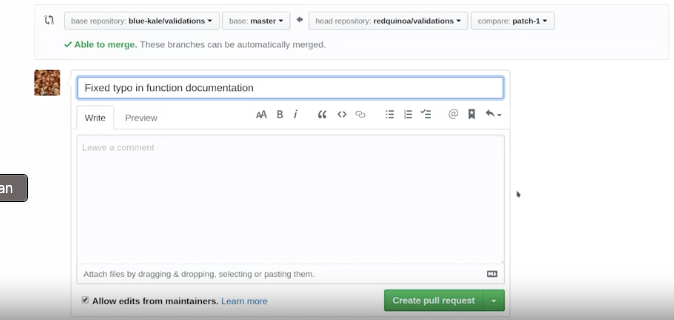 base repository: blue-kale/validations base: master head repository: redquinoa/validations compare: patch-1
Able to merge. These branches can be automatically merged.
Fixed typo in function documentation
Write Preview AA B i
Leave a comment
an
Attach files by dragging & dropping, selecting or pasting them.
Allow edits from maintainers. Learn more Create pull request